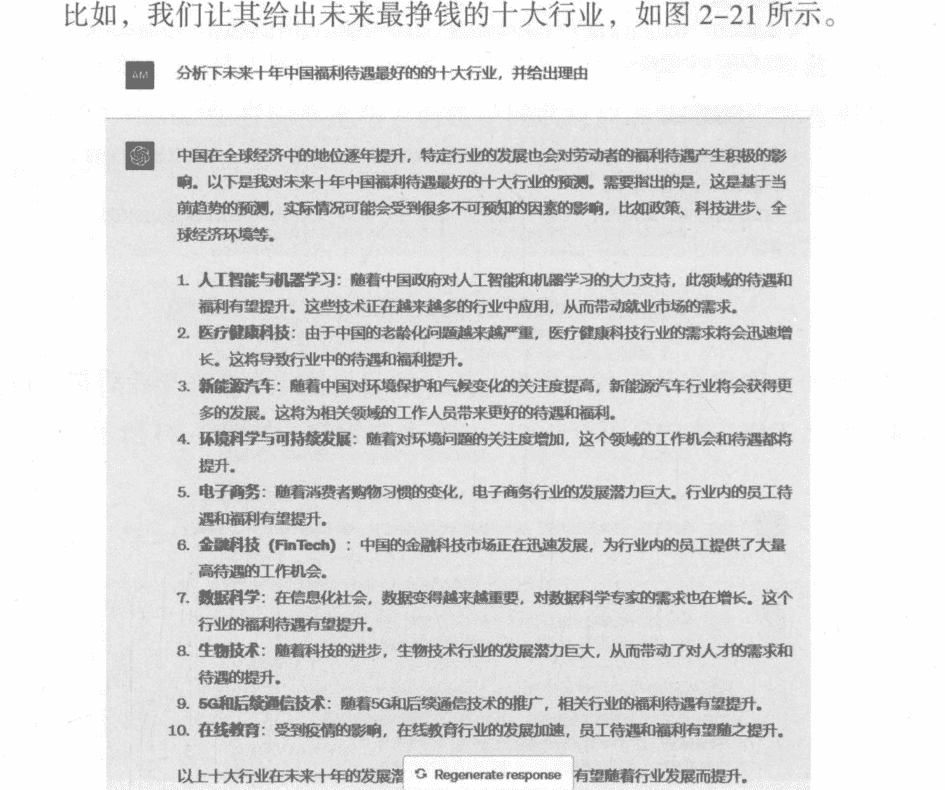 比如，我们让其给出未来最挣钱的十大行业，如图 2-21 所示。
AM
分析下未来十年中国福利待遇最好的的十大行业，并给出理由
中国在全球经济中的地位逐年提升，特定行业的发展也会对劳动者的福利待遇产生积极的影
响。以下是我对未来十年中国福利待遇最好的十大行业的预测。需要指出的是，这是基于当
前趋势的预测，实际情况可能会受到很多不可预知的因素的影响，比如政策、科技进步、全
球经济环境等。
1. 人工智能与机器学习：随着中国政府对人工智能和机器学习的大力支持，此领域的待遇和
福利有望提升。这些技术正在越来越多的行业中应用，从而带动就业市场的需求。
2. 医疗健康科技：由于中国的老龄化问题越来越严重，医疗健康科技行业的需求将会迅速增
长。这将导致行业中的待遇和福利提升。
3. 新能源汽车：随着中国对环境保护和气候变化的关注度提高，新能源汽车行业将会获得更
多的发展。这将为相关领域的工作人员带来更好的待遇和福利。
4. 环境科学与可持续发展：随着对环境问题的关注度增加，这个领域的工作机会和待遇都将
提升。
5. 电子商务：随着消费者购物习惯的变化，电子商务行业的发展潜力巨大。行业内的员工待
遇和福利有望提升。
6. 金融科技（FinTech）：中国的金融科技市场正在迅速发展，为行业内的员工提供了大量
高待遇的工作机会。
7. 数据科学：在信息化社会，数据变得越来越重要，对数据科学专家的需求也在增长。这个
行业的福利待遇有望提升。
8. 生物技术：随着科技的进步，生物技术行业的发展潜力巨大，从而带动了对人才的需求和
待遇的提升。
9. 5G和后续通信技术：随着5G和后续通信技术的推广，相关行业的福利待遇有望提升。
10. 在线教育：受到疫情的影响，在线教育行业的发展加速，员工待遇和福利有望随之提升。
以上十大行业在未来十年的发展潜 Regenerate response 有望随着行业发展而提升。